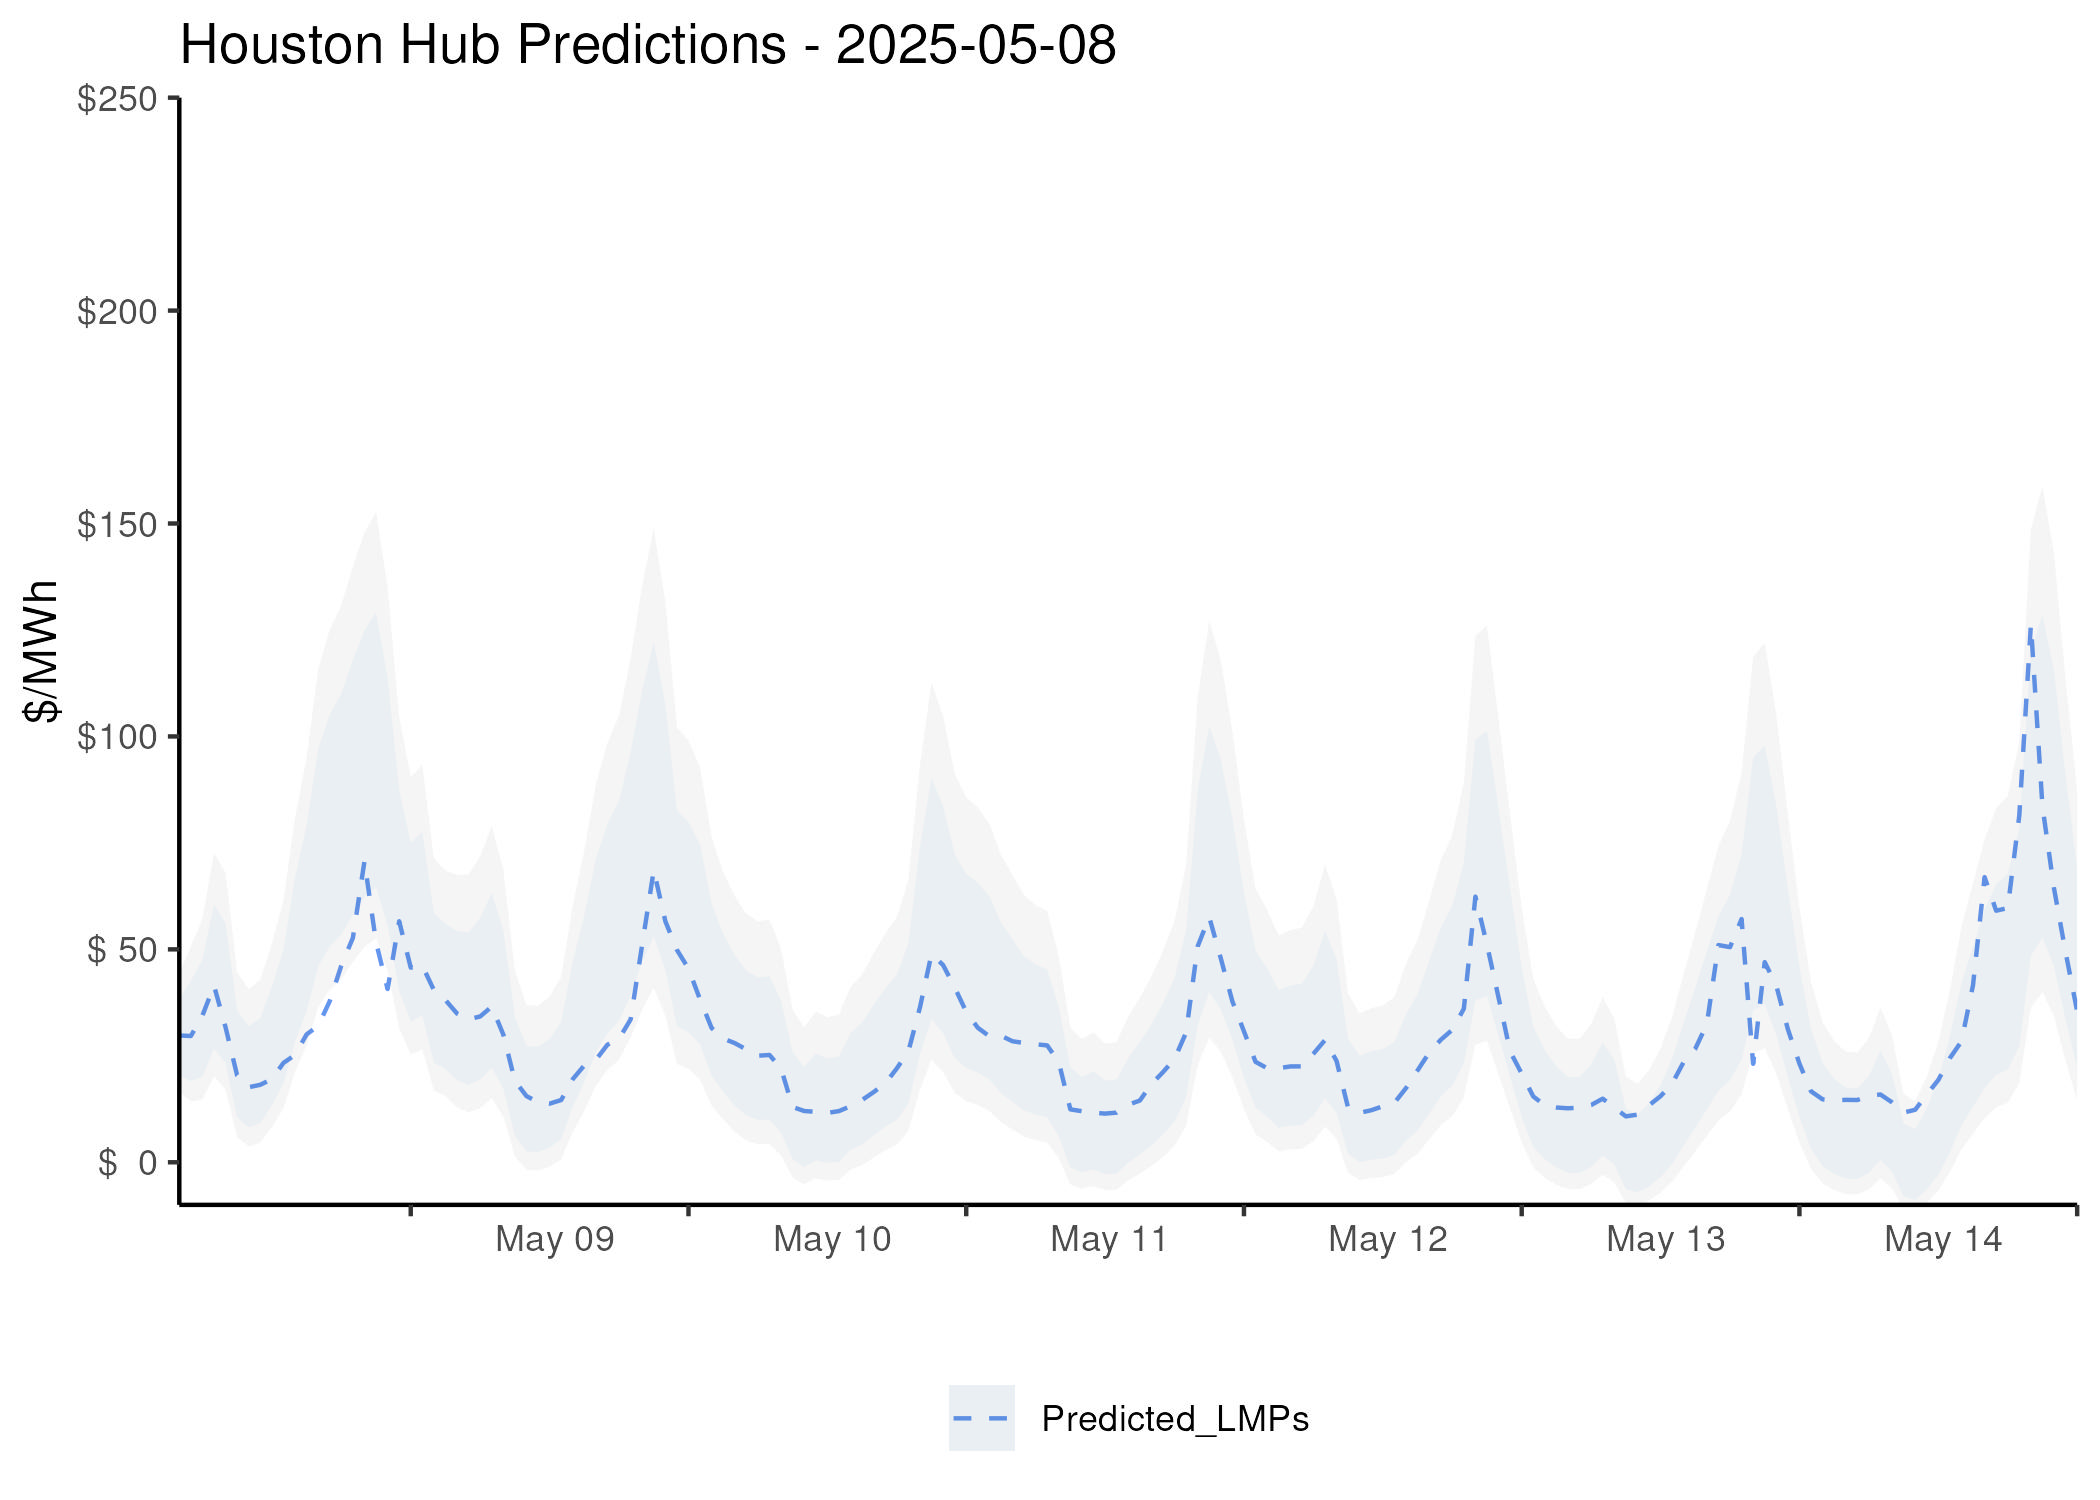 Houston Hub Predictions - 2025-05-08
$250
$200
$150
$100
$ 50
$  0
$/MWh
May 09
May 10
May 11
May 12
May 13
May 14
Predicted_LMPs